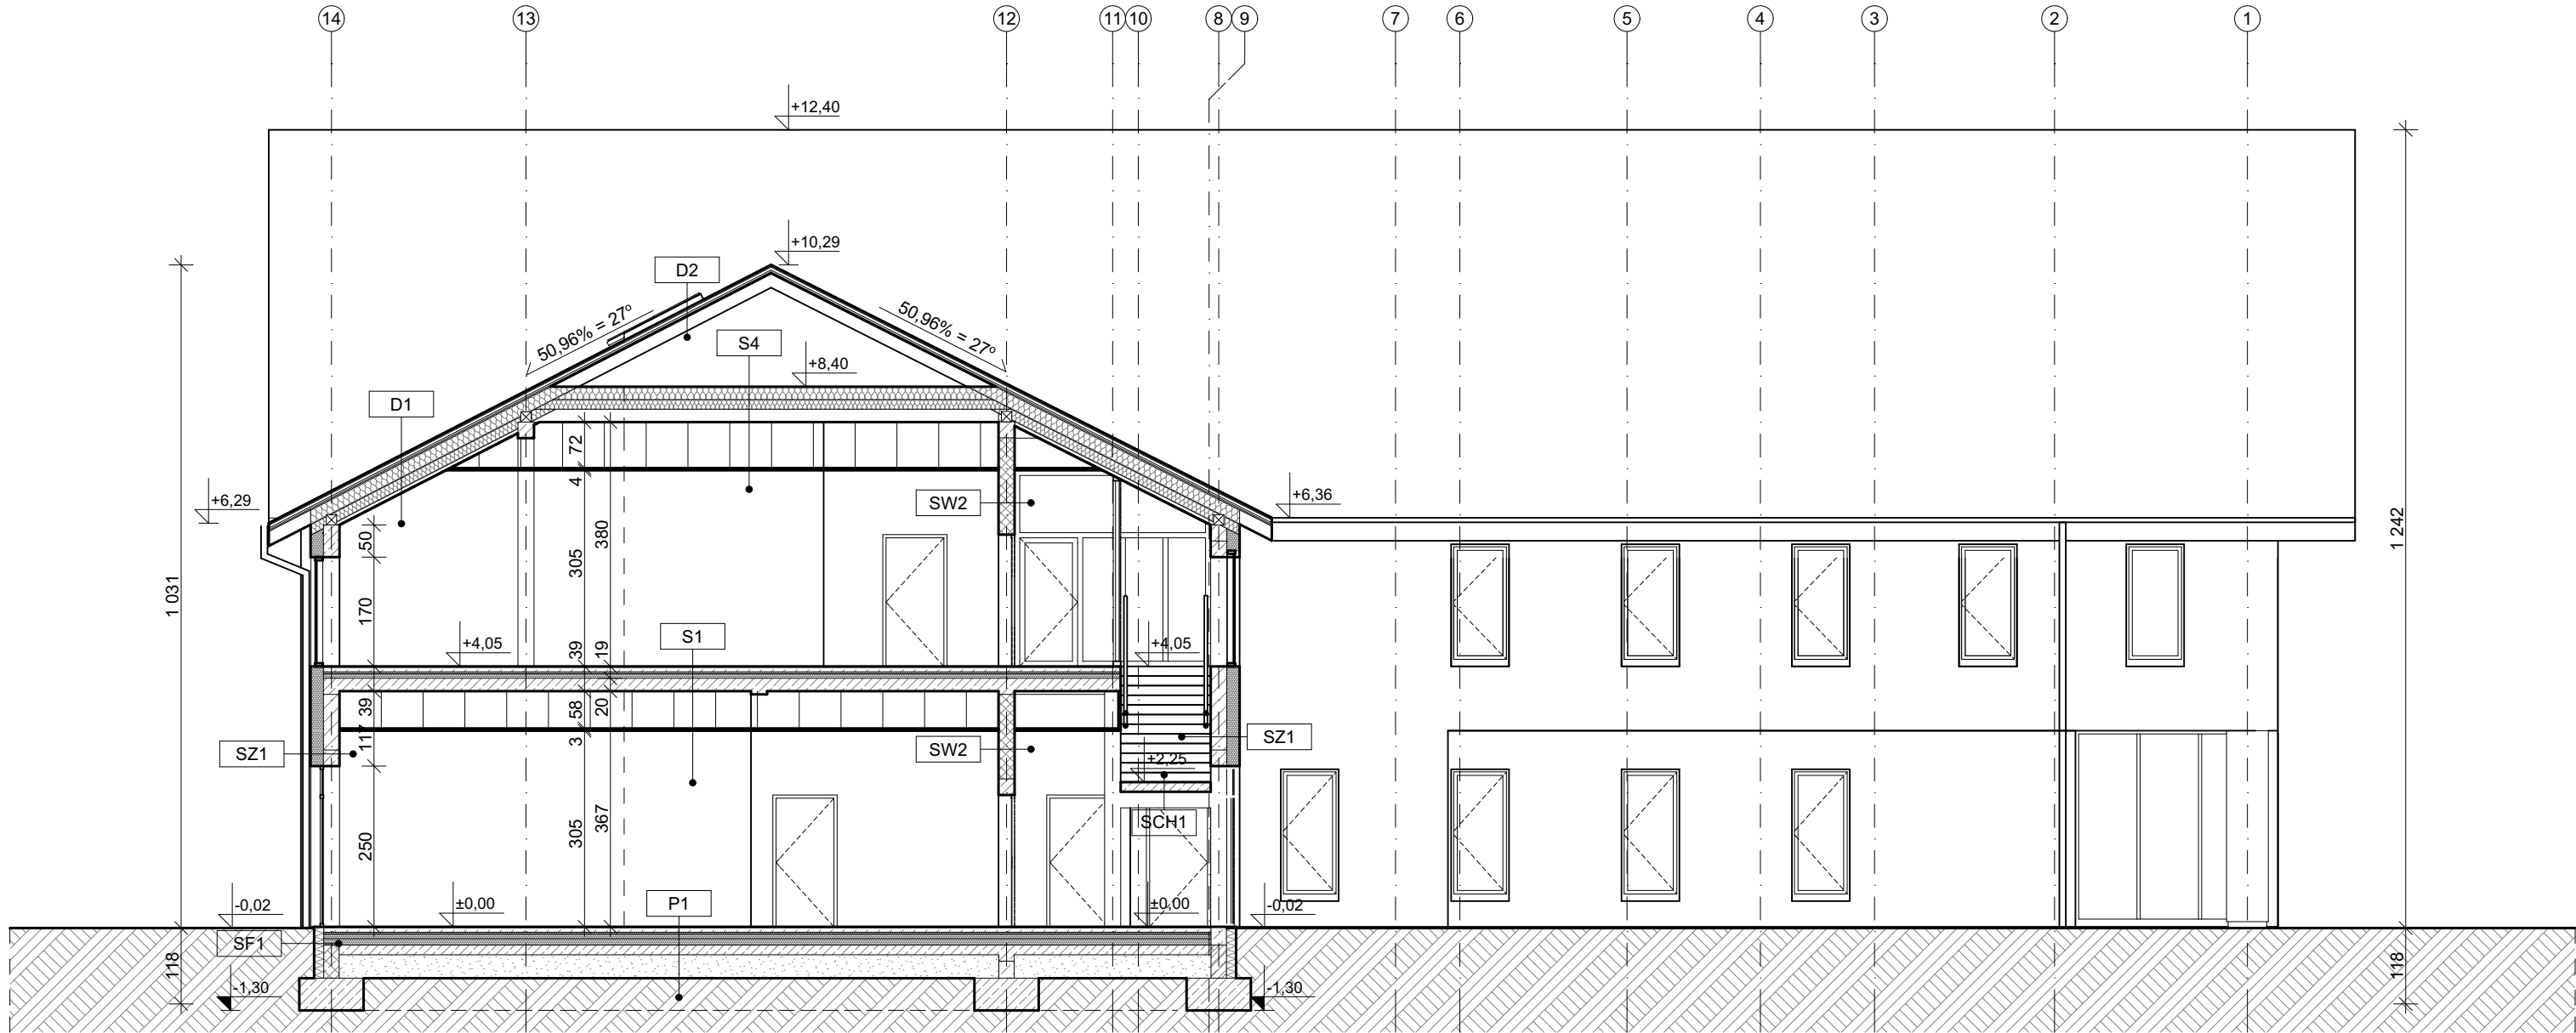 14 13 12 11 10 8 9 7 6 5 4 3 2 1
+12,40
+10,29
D2
50,96% = 27º
50,96% = 27º
S4
+8,40
D1
72
4
+6,29
SW2
+6,36
50
305
380
1 242
1 031
170
S1
+4,05
39
19
+4,05
39
58
20
117
3
SZ1
SW2
SZ1
+2,25
SCH1
250
305
367
P1
-0,02
±0,00
±0,00
-0,02
SF1
118
118
-1,30
-1,30